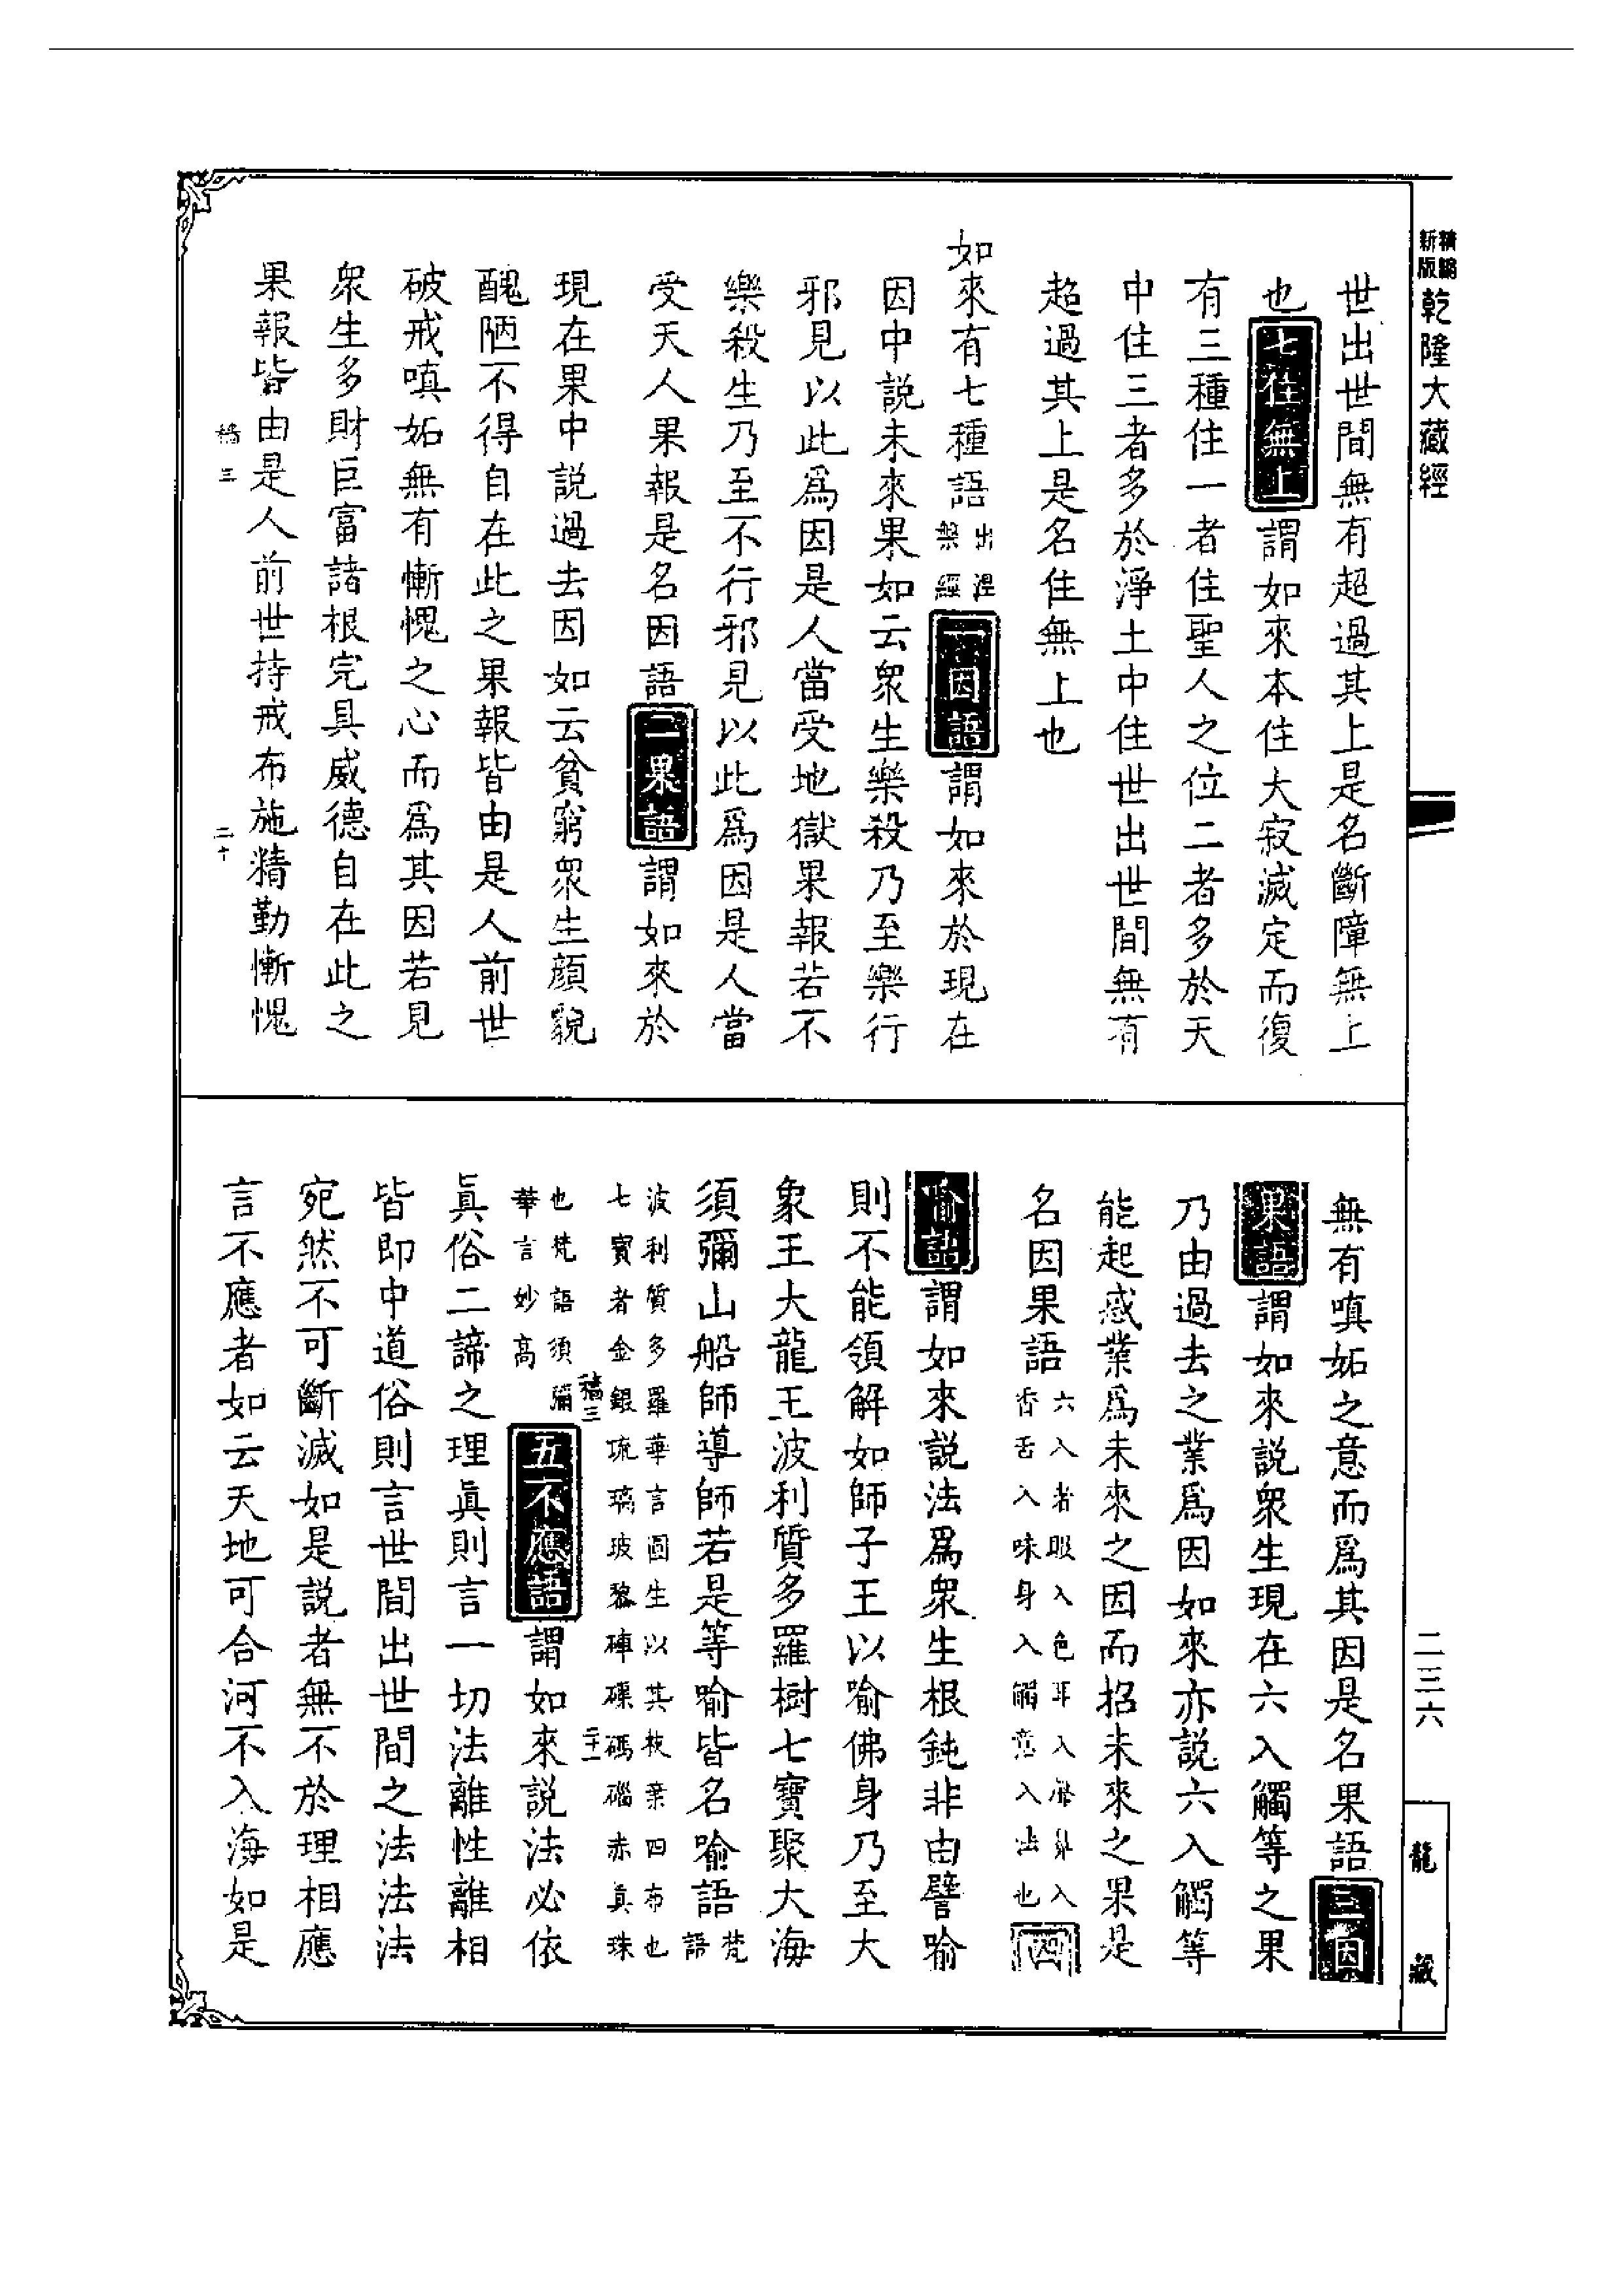 精縮
新版
乾隆大藏經
世出世間無有超過其上是名斷障無上
也七住無上謂如來本住大寂滅定而復
有三種住一者住聖人之位二者多於天
中住三者多於淨土中住世出世間無有
超過其上是名住無上也
如來有七種語出涅槃經一因語謂如來於現在
因中説未來果如云眾生樂殺乃至樂行
邪見以此爲因是人當受地獄果報若不
樂殺生乃至不行邪見以此爲因是人當
受天人果報是名因語二果語謂如來於
現在果中説過去因如云貧窮眾生顔貌
醜陋不得自在此之果報皆由是人前世
破戒嗔妬無有慚愧之心而爲其因若見
眾生多財巨富諸根完具威德自在此之
果報皆由是人前世持戒布施精勤慚愧
稿三
二十
無有嗔妬之意而爲其因是名果語三因
果語謂如來説眾生現在六入觸等之果
乃由過去之業爲因如來亦説六入觸等
能起惑業爲未來之因而招未來之果是
名因果語六入者眼入色耳入聲鼻入香舌入味身入觸意入法也四
喻語謂如來説法爲眾生根鈍非由譬喻
則不能領解如師子王以喻佛身乃至大
象王大龍王波利質多羅樹七寶聚大海
須彌山船師導師若是等喻皆名喻語梵語
波利質多羅華言圓生以其枝葉四布也
七寶者金銀琉璃玻瓈硨磲碼碯赤真珠
稿三
二十一
也梵語須彌華言妙高五不應語謂如來説法必依
眞俗二諦之理眞則言一切法離性離相
皆即中道俗則言世間出世間之法法法
宛然不可斷滅如是説者無不於理相應
言不應者如云天地可合河不入海如是
二三六
龍藏